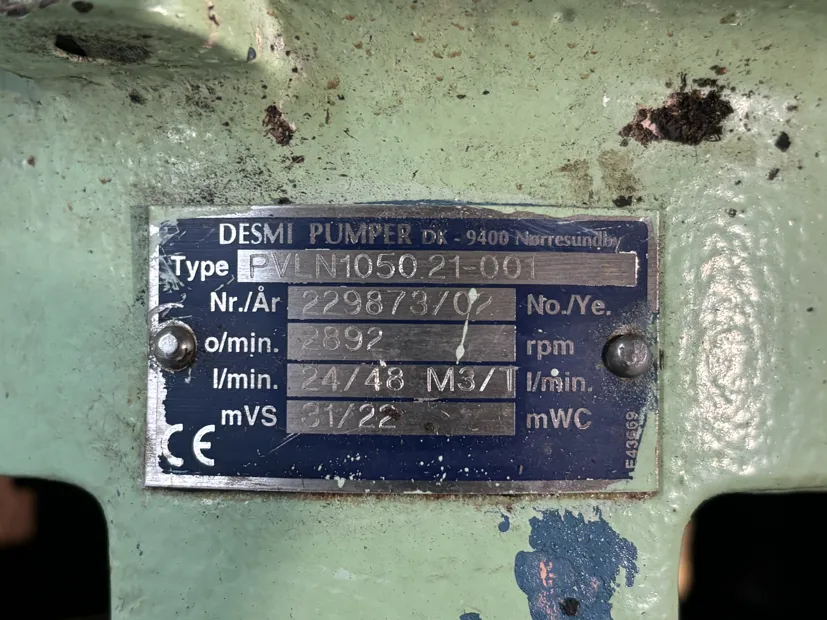 DESMI PUMPER DK - 9400 Nørresundby
Type PVLN1050.21-001
Nr./År 229873/02 No./Ye.
o/min. 2892 rpm
l/min. 24/48 M3/T l/min.
mVS 31/22 mWC
CE
E43669